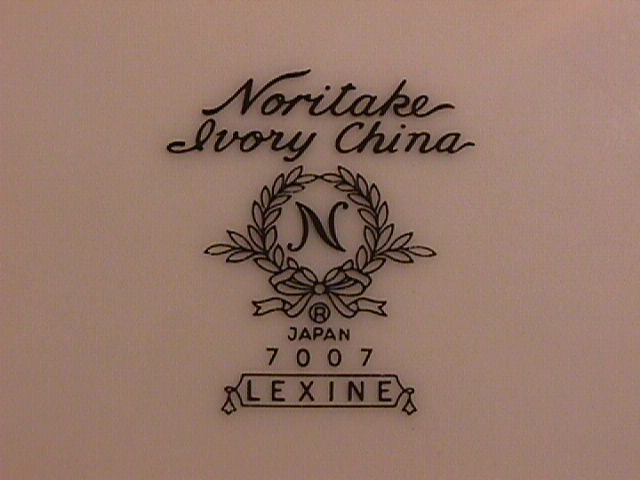 Noritake
Ivory China
N
®
JAPAN
7007
LEXINE